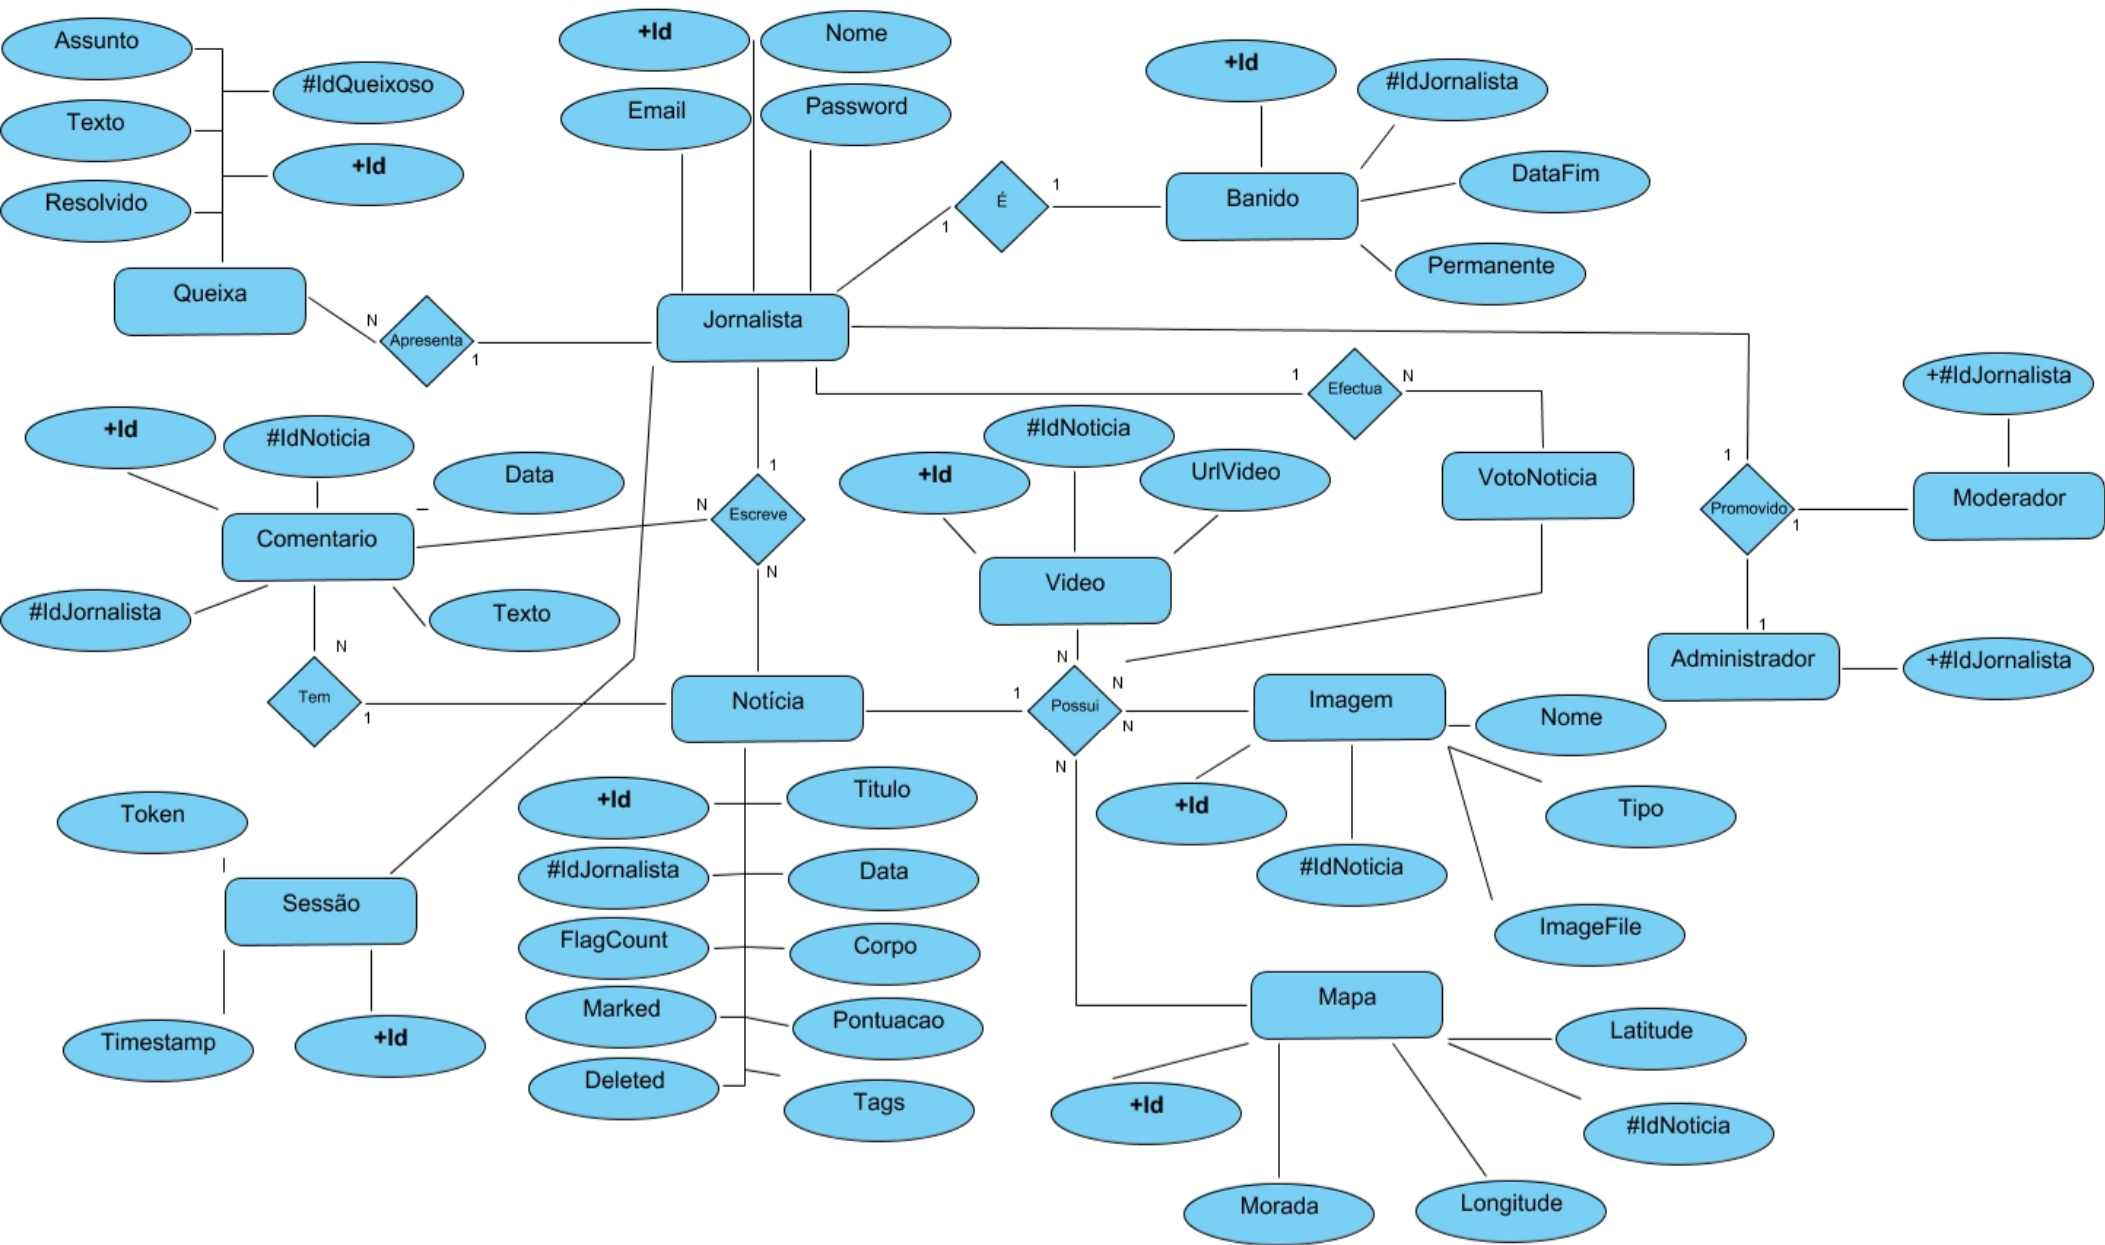 Assunto
#IdQueixoso
Texto
+Id
Resolvido
Queixa
N
Apresenta
1
+Id
Nome
Email
Password
Jornalista
1
É
1
+Id
#IdJornalista
DataFim
Permanente
Banido
1
Efectua
N
VotoNoticia
1
Promovido
1
1
+#IdJornalista
Moderador
Administrador
+#IdJornalista
+Id
#IdNoticia
Data
Comentario
#IdJornalista
Texto
N
Tem
1
1
N
Escreve
N
+Id
#IdNoticia
UrlVideo
Video
N
1
Possui
N
N
N
Notícia
Imagem
Nome
Tipo
+Id
#IdNoticia
ImageFile
Token
Sessão
Timestamp
+Id
+Id
Titulo
#IdJornalista
Data
FlagCount
Corpo
Marked
Pontuacao
Deleted
Tags
Mapa
Latitude
+Id
#IdNoticia
Morada
Longitude